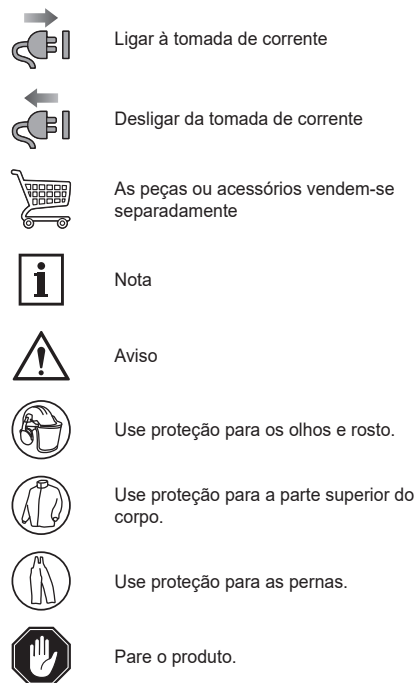 Ligar à tomada de corrente
Desligar da tomada de corrente
As peças ou acessórios vendem-se
separadamente
i
Nota
!
Aviso
Use proteção para os olhos e rosto.
Use proteção para a parte superior do
corpo.
Use proteção para as pernas.
Pare o produto.